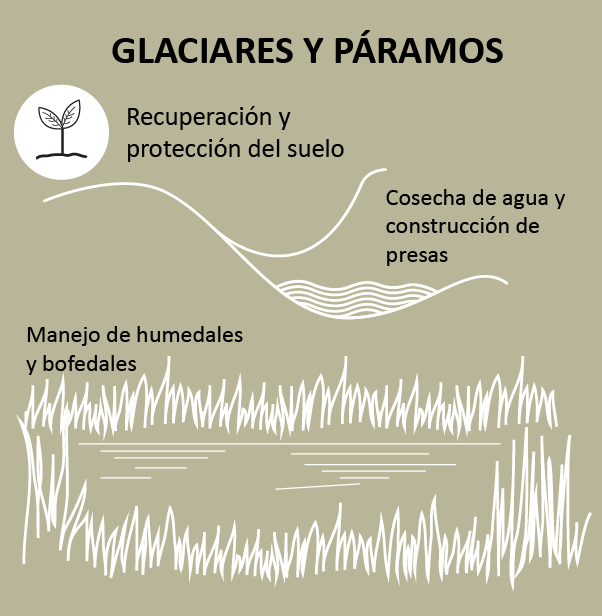 GLACIARES Y PÁRAMOS
Recuperación y
protección del suelo
Cosecha de agua y
construcción de
presas
Manejo de humedales
y bofedales